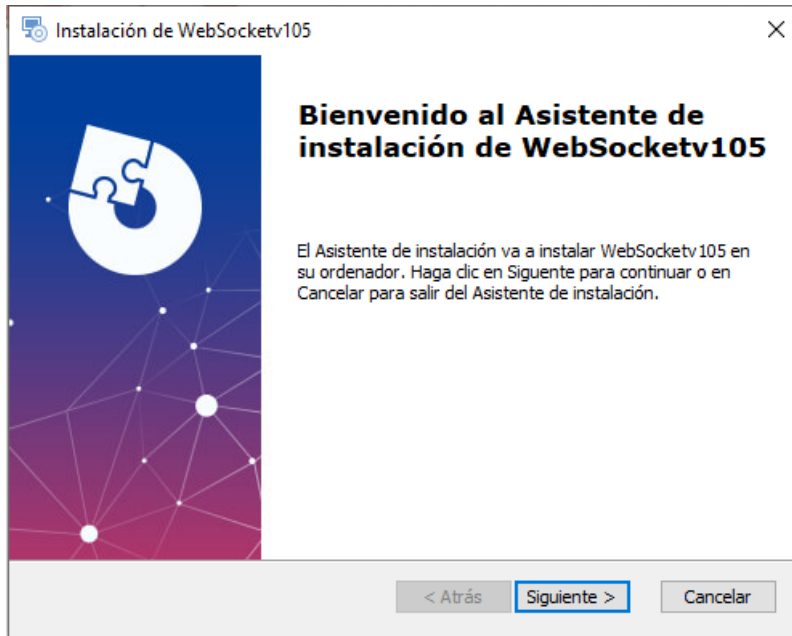 Instalación de WebSocketv105
Bienvenido al Asistente de
instalación de WebSocketv105
El Asistente de instalación va a instalar WebSocketv105 en
su ordenador. Haga clic en Siguente para continuar o en
Cancelar para salir del Asistente de instalación.
< Atrás
Siguiente >
Cancelar